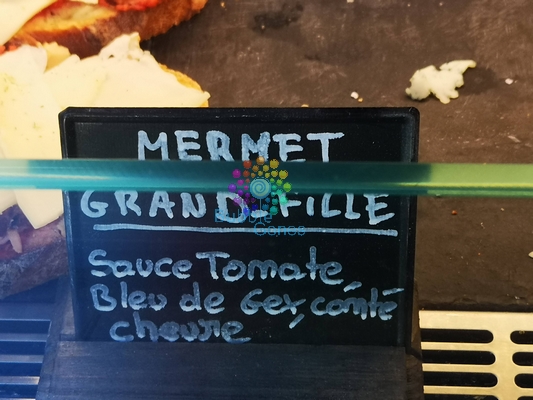 MERMET
GRAND-FILLE
Sauce Tomate,
Bleu de Gex, comté
chevre